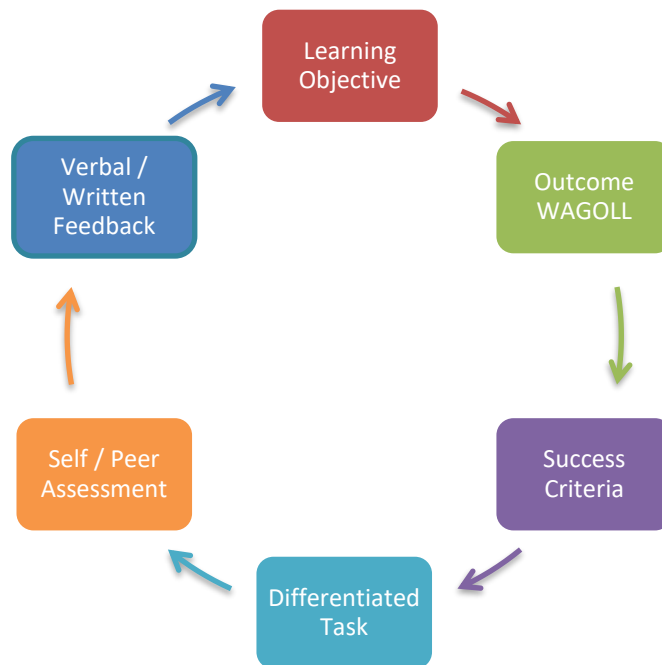 Learning
Objective
Outcome
WAGOLL
Success
Criteria
Differentiated
Task
Self / Peer
Assessment
Verbal /
Written
Feedback